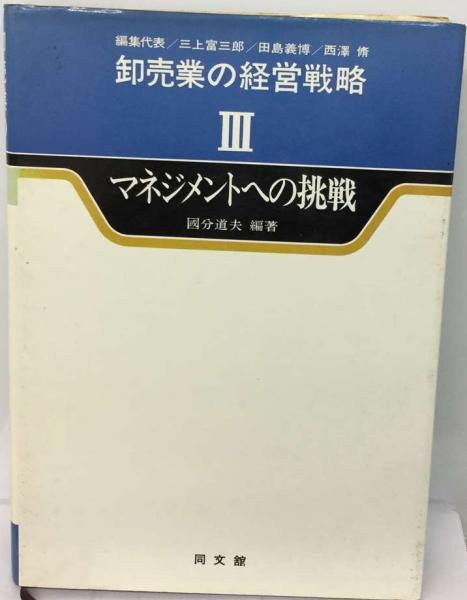 編集代表/三上富三郎/田島義博/西澤 脩
卸売業の経営戦略
III
マネジメントへの挑戦
國分道夫 編著
同文舘